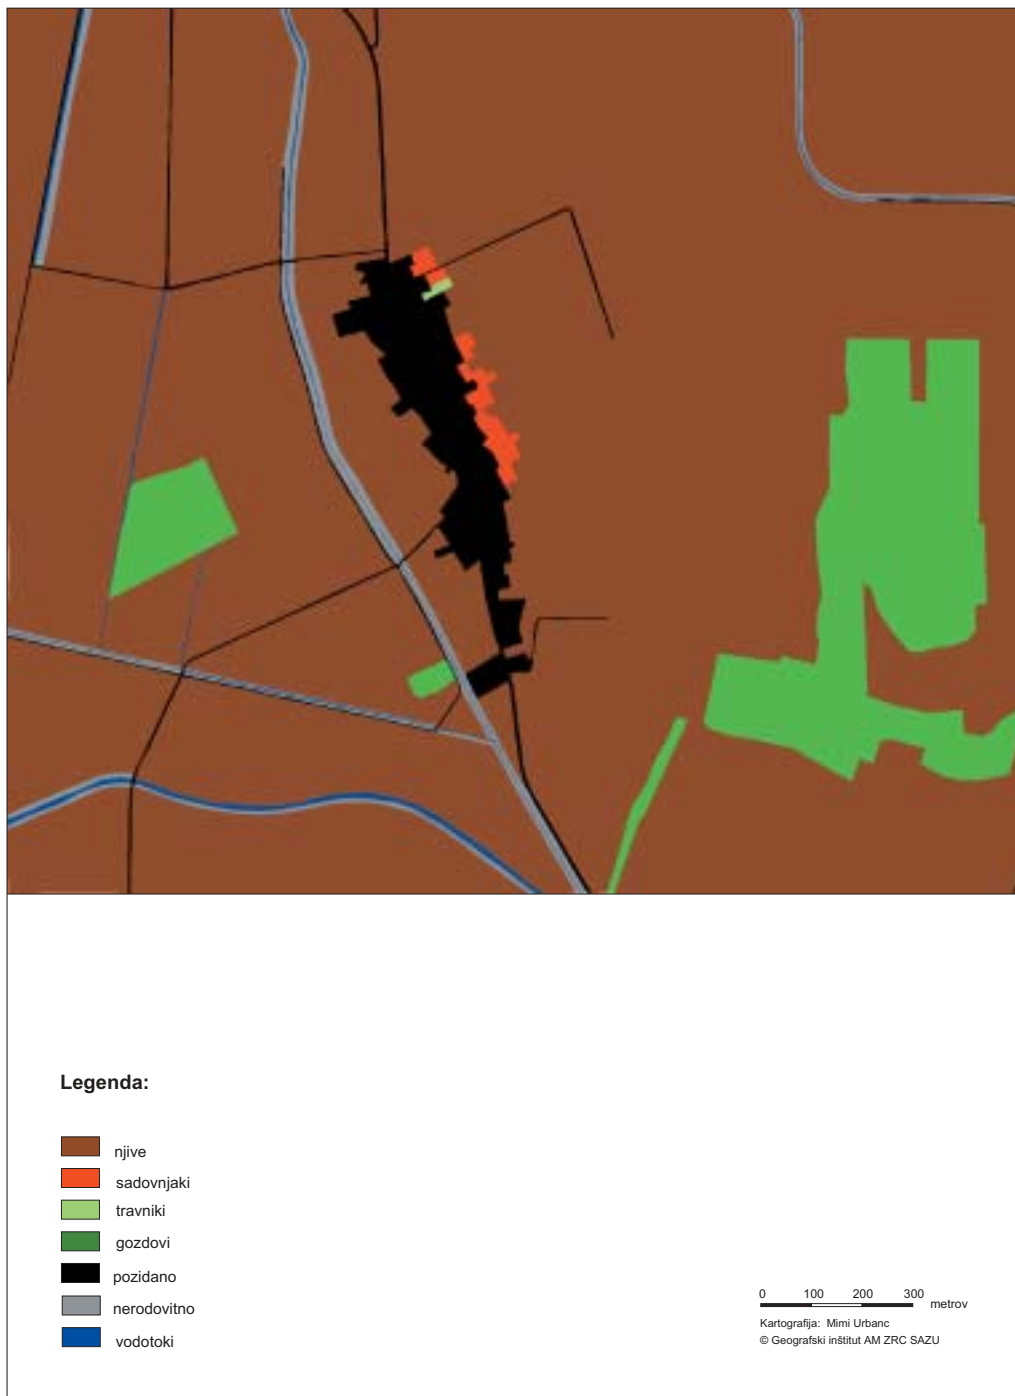 Legenda:
njive
sadovnjaki
travniki
gozdovi
pozidano
nerodovitno
vodotoki
0 100 200 300
metrov
Kartografija: Mimi Urbanc
© Geografski inštitut AM ZRC SAZU